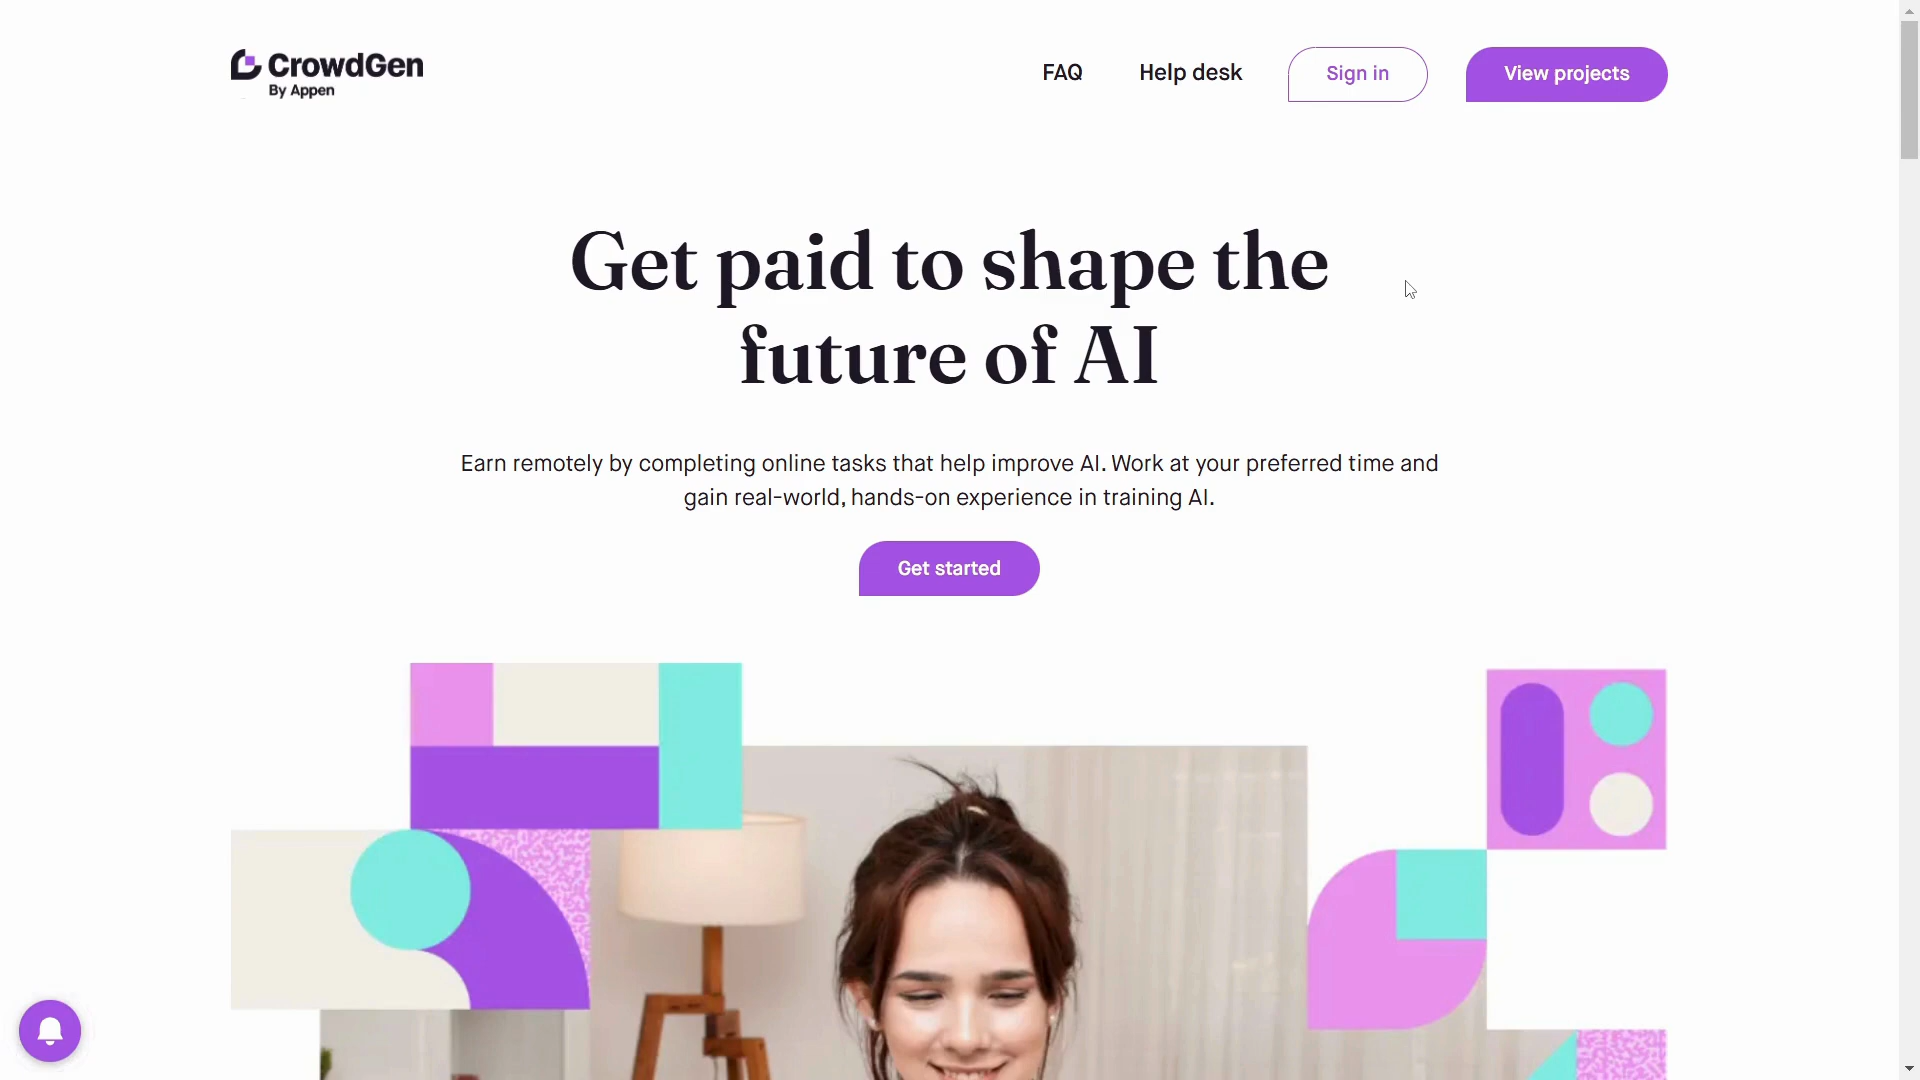 CrowdGen
By Appen
FAQ
Help desk
Sign in
View projects
Get paid to shape the
future of AI
Earn remotely by completing online tasks that help improve AI. Work at your preferred time and
gain real-world, hands-on experience in training AI.
Get started